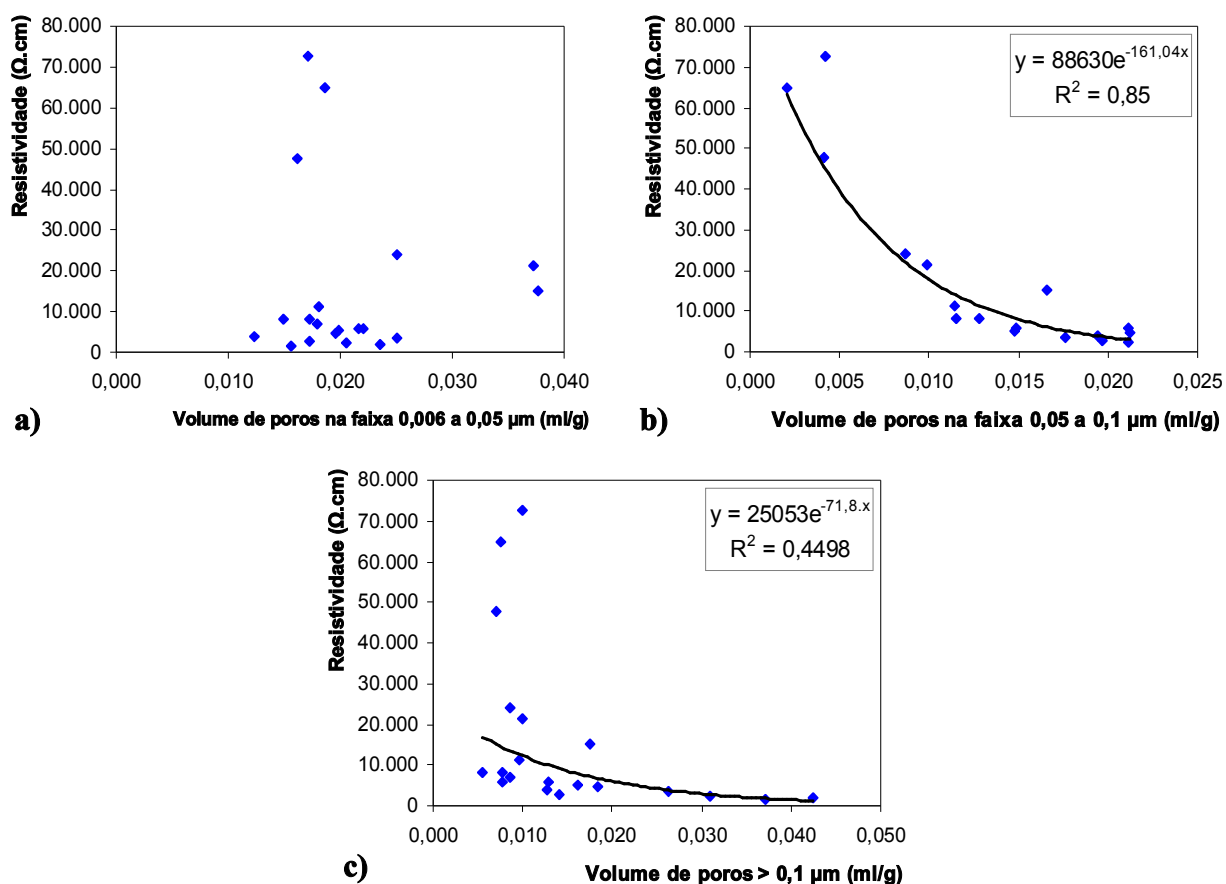 80.000
70.000
60.000
50.000
40.000
30.000
20.000
10.000
0
Resistividade (Ω.cm)
0,000 0,010 0,020 0,030 0,040
a)
Volume de poros na faixa 0,006 a 0,05 µm (ml/g)
80.000
70.000
60.000
50.000
40.000
30.000
20.000
10.000
0
Resistividade (Ω.cm)
y = 88630e^-161,04x
R² = 0,85
0,000 0,005 0,010 0,015 0,020 0,025
b)
Volume de poros na faixa 0,05 a 0,1 µm (ml/g)
80.000
70.000
60.000
50.000
40.000
30.000
20.000
10.000
0
Resistividade (Ω.cm)
y = 25053e^-71,8.x
R² = 0,4498
0,000 0,010 0,020 0,030 0,040 0,050
c)
Volume de poros > 0,1 µm (ml/g)